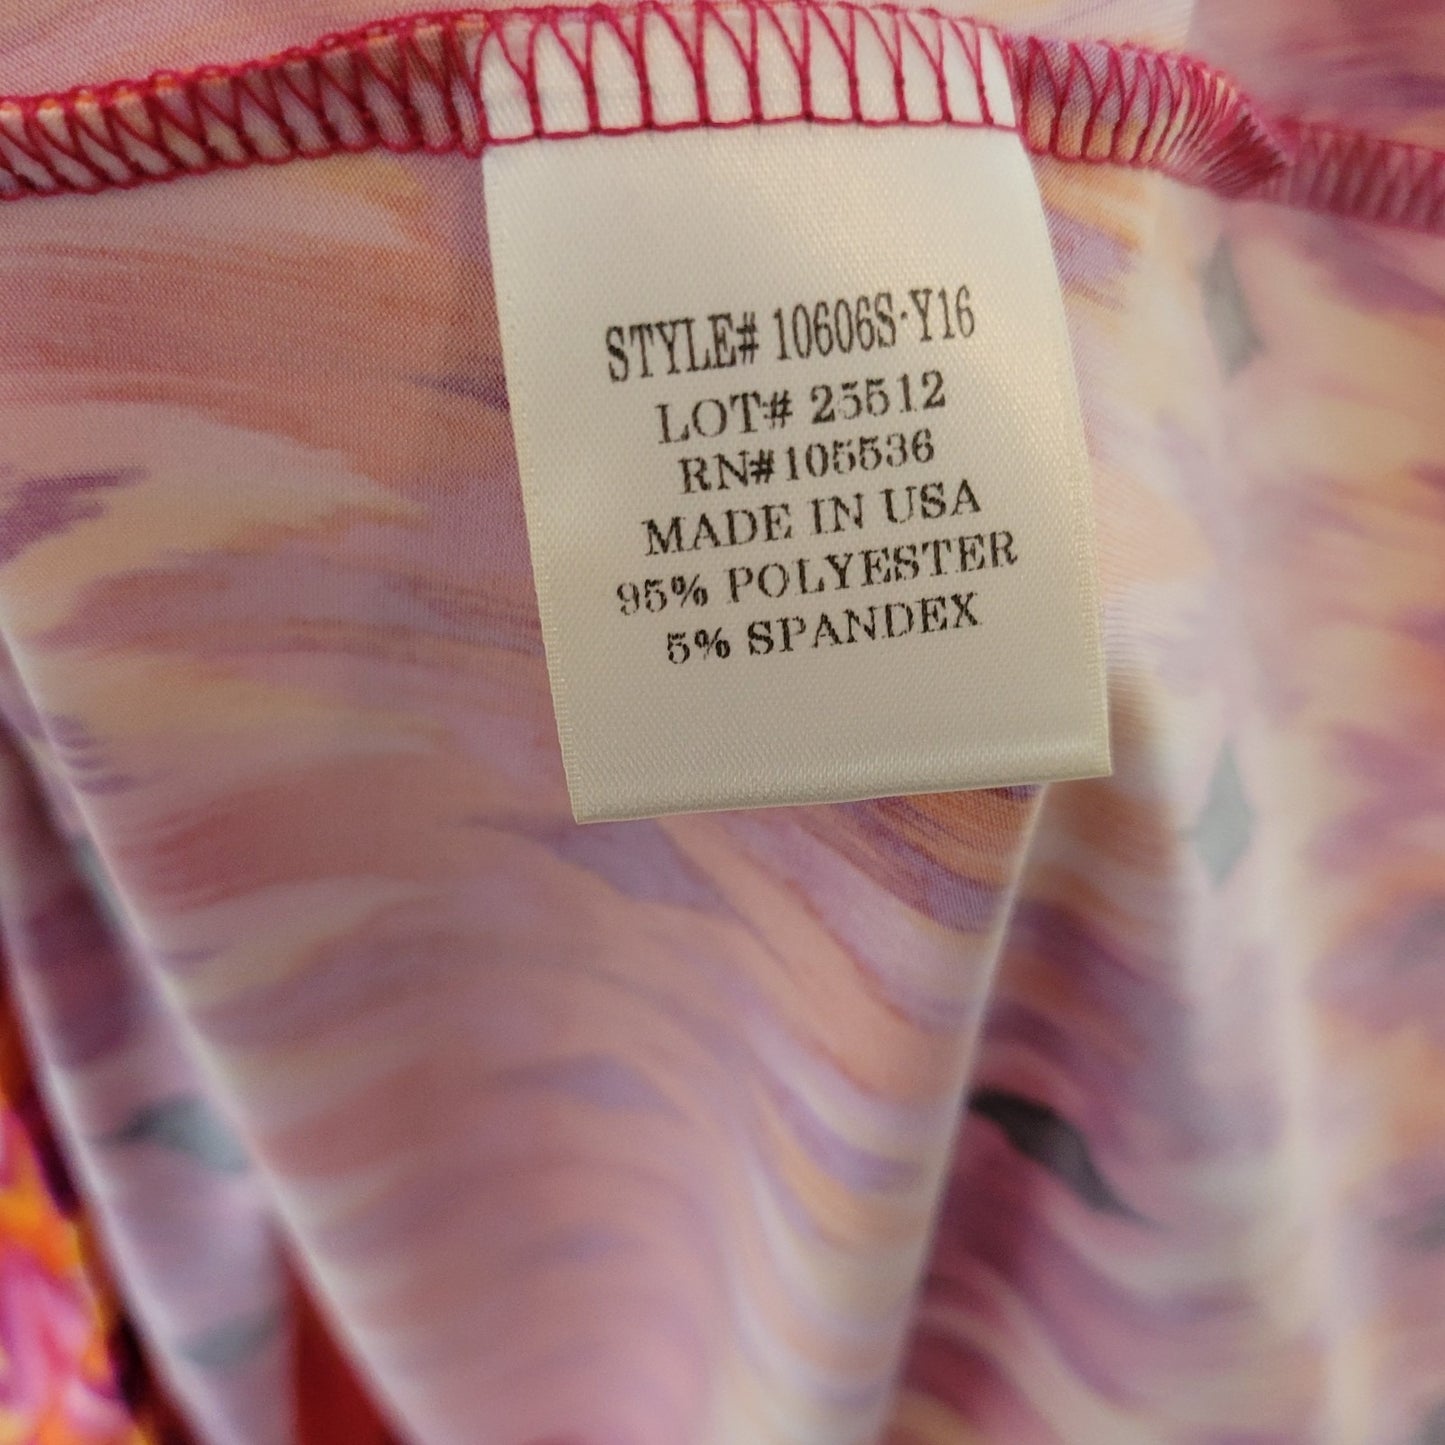 STYLE# 10606S-Y16
LOT# 25512
RN#105536
MADE IN USA
95% POLYESTER
5% SPANDEX